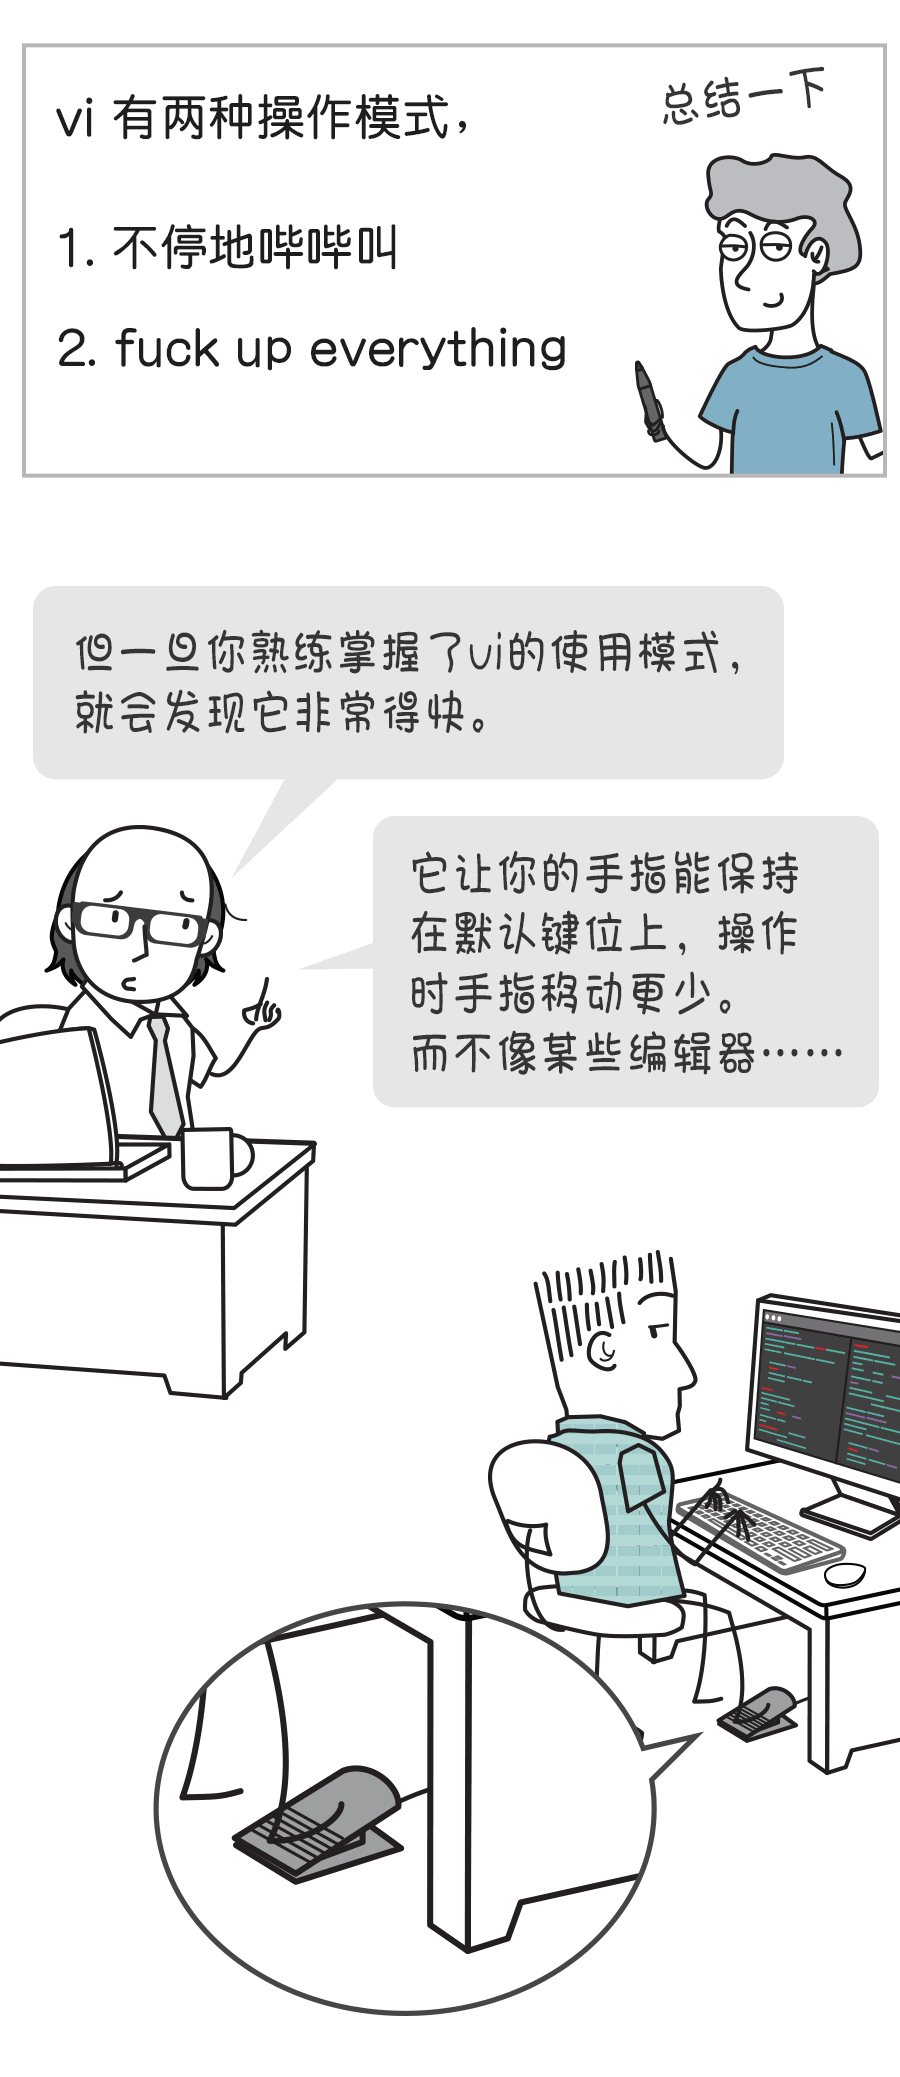 总结一下
vi 有两种操作模式，
1. 不停地哔哔叫
2. fuck up everything
但一旦你熟练掌握了vi的使用模式，
就会发现它非常得快。
它让你的手指能保持
在默认键位上，操作
时手指移动更少。
而不像某些编辑器……